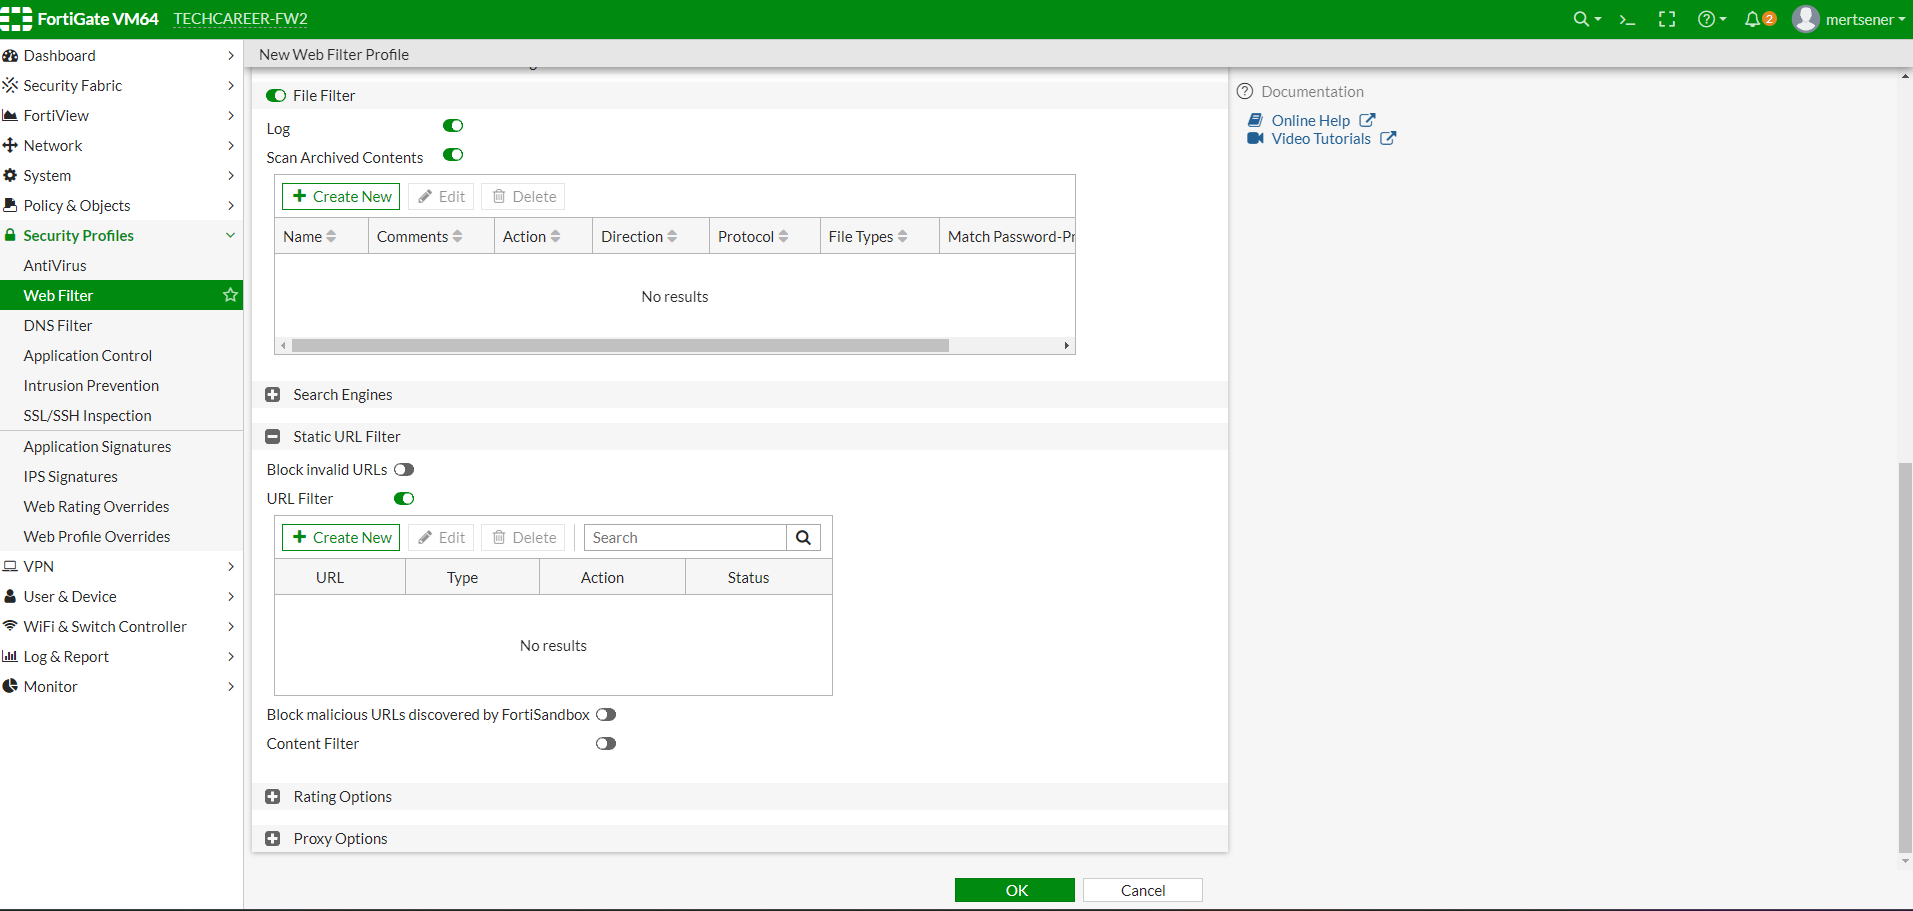 FortiGate VM64 TECHCAREER-FW2
2
mertsener
Dashboard
Security Fabric
FortiView
Network
System
Policy & Objects
Security Profiles
AntiVirus
Web Filter
DNS Filter
Application Control
Intrusion Prevention
SSL/SSH Inspection
Application Signatures
IPS Signatures
Web Rating Overrides
Web Profile Overrides
VPN
User & Device
WiFi & Switch Controller
Log & Report
Monitor
New Web Filter Profile
File Filter
Log
Scan Archived Contents
Create New Edit Delete
Name Comments Action Direction Protocol File Types Match Password-Pr
No results
Search Engines
Static URL Filter
Block invalid URLs
URL Filter
Create New Edit Delete Search
URL Type Action Status
No results
Block malicious URLs discovered by FortiSandbox
Content Filter
Rating Options
Proxy Options
OK Cancel
Documentation
Online Help
Video Tutorials